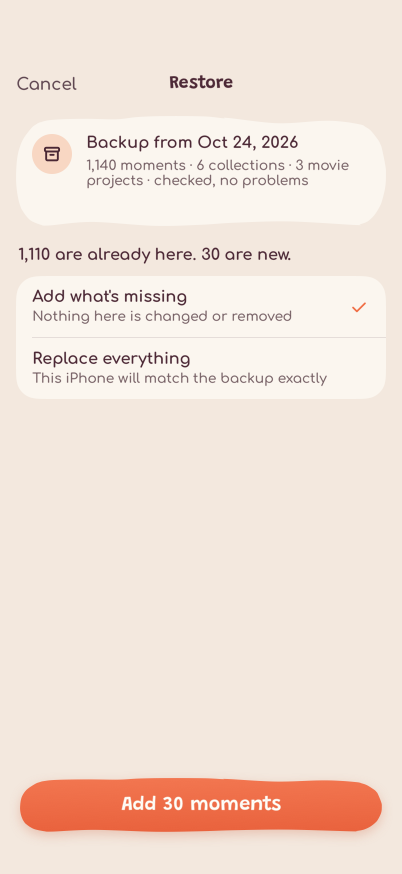 Cancel
Restore
Backup from Oct 24, 2026
1,140 moments · 6 collections · 3 movie
projects · checked, no problems
1,110 are already here. 30 are new.
Add what's missing
Nothing here is changed or removed
Replace everything
This iPhone will match the backup exactly
Add 30 moments